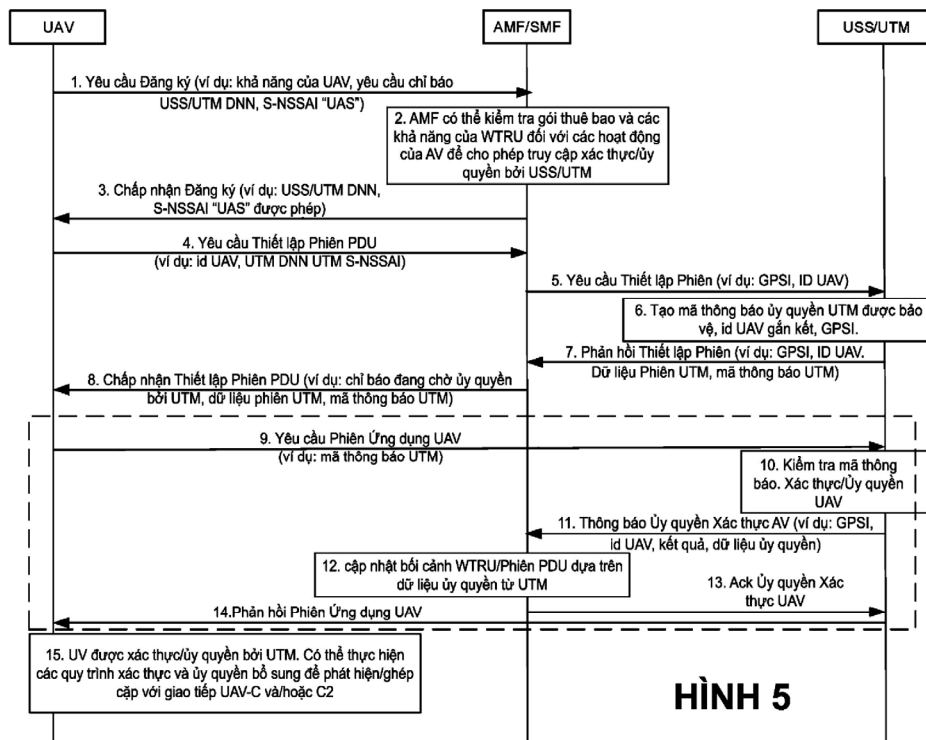 UAV
AMF/SMF
USS/UTM
1. Yêu cầu Đăng ký (ví dụ: khả năng của UAV, yêu cầu chỉ báo
USS/UTM DNN, S-NSSAI “UAS”)
2. AMF có thể kiểm tra gói thuê bao và các
khả năng của WTRU đối với các hoạt động
của AV để cho phép truy cập xác thực/ủy
quyền bởi USS/UTM
3. Chấp nhận Đăng ký (ví dụ: USS/UTM DNN,
S-NSSAI “UAS” được phép)
4. Yêu cầu Thiết lập Phiên PDU
(ví dụ: id UAV, UTM DNN UTM S-NSSAI)
5. Yêu cầu Thiết lập Phiên (ví dụ: GPSI, ID UAV)
6. Tạo mã thông báo ủy quyền UTM được bảo
vệ, id UAV gắn kết, GPSI.
7. Phản hồi Thiết lập Phiên (ví dụ: GPSI, ID UAV.
Dữ liệu Phiên UTM, mã thông báo UTM)
8. Chấp nhận Thiết lập Phiên PDU (ví dụ: chỉ báo đang chờ ủy quyền
bởi UTM, dữ liệu phiên UTM, mã thông báo UTM)
9. Yêu cầu Phiên Ứng dụng UAV
(ví dụ: mã thông báo UTM)
10. Kiểm tra mã thông
báo. Xác thực/Ủy quyền
UAV
11. Thông báo Ủy quyền Xác thực AV (ví dụ: GPSI,
id UAV, kết quả, dữ liệu ủy quyền)
12. cập nhật bối cảnh WTRU/Phiên PDU dựa trên
dữ liệu ủy quyền từ UTM
13. Ack Ủy quyền Xác
thực UAV
14.Phản hồi Phiên Ứng dụng UAV
15. UV được xác thực/ủy quyền bởi UTM. Có thể thực hiện
các quy trình xác thực và ủy quyền bổ sung để phát hiện/ghép
cặp với giao tiếp UAV-C và/hoặc C2
HÌNH 5